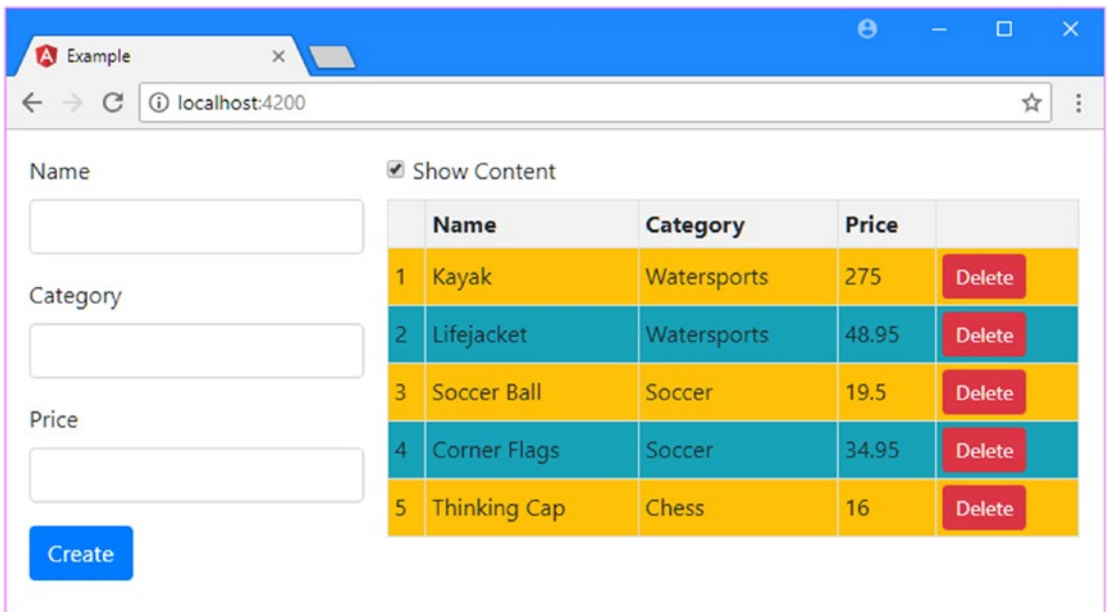 Example
localhost:4200
Name
Category
Price
Create
Show Content
Name Category Price
1 Kayak Watersports 275 Delete
2 Lifejacket Watersports 48.95 Delete
3 Soccer Ball Soccer 19.5 Delete
4 Corner Flags Soccer 34.95 Delete
5 Thinking Cap Chess 16 Delete